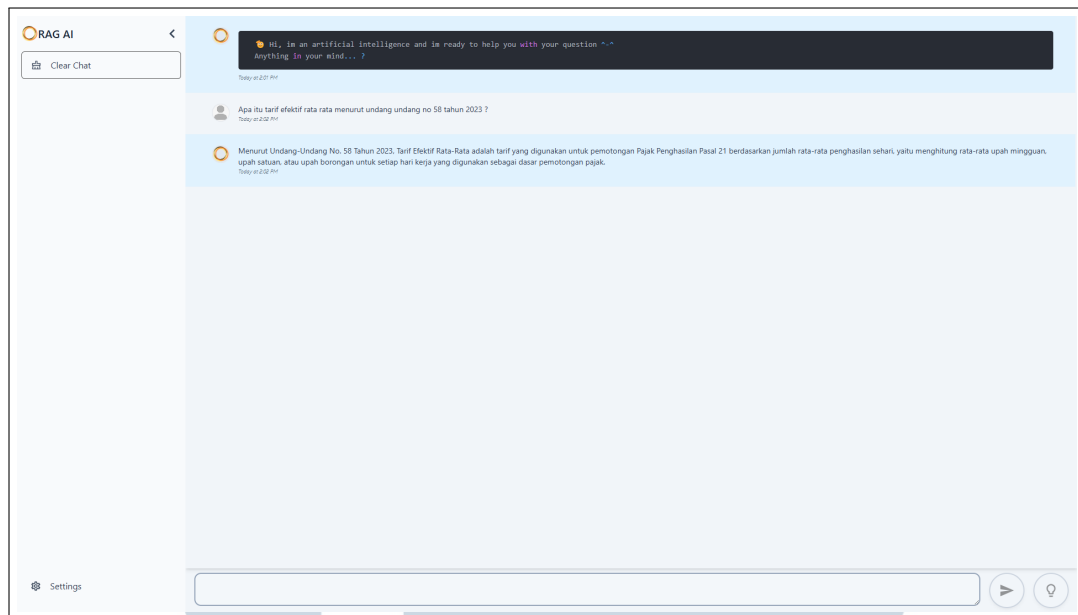 RAG AI
Clear Chat
Hi, im an artificial intelligence and im ready to help you with your question ^-^
Anything in your mind... ?
Today at 2:01 PM
Apa itu tarif efektif rata rata menurut undang undang no 58 tahun 2023 ?
Today at 2:02 PM
Menurut Undang-Undang No. 58 Tahun 2023, Tarif Efektif Rata-Rata adalah tarif yang digunakan untuk pemotongan Pajak Penghasilan Pasal 21 berdasarkan jumlah rata-rata penghasilan sehari, yaitu menghitung rata-rata upah mingguan,
upah satuan, atau upah borongan untuk setiap hari kerja yang digunakan sebagai dasar pemotongan pajak.
Today at 2:02 PM
Settings